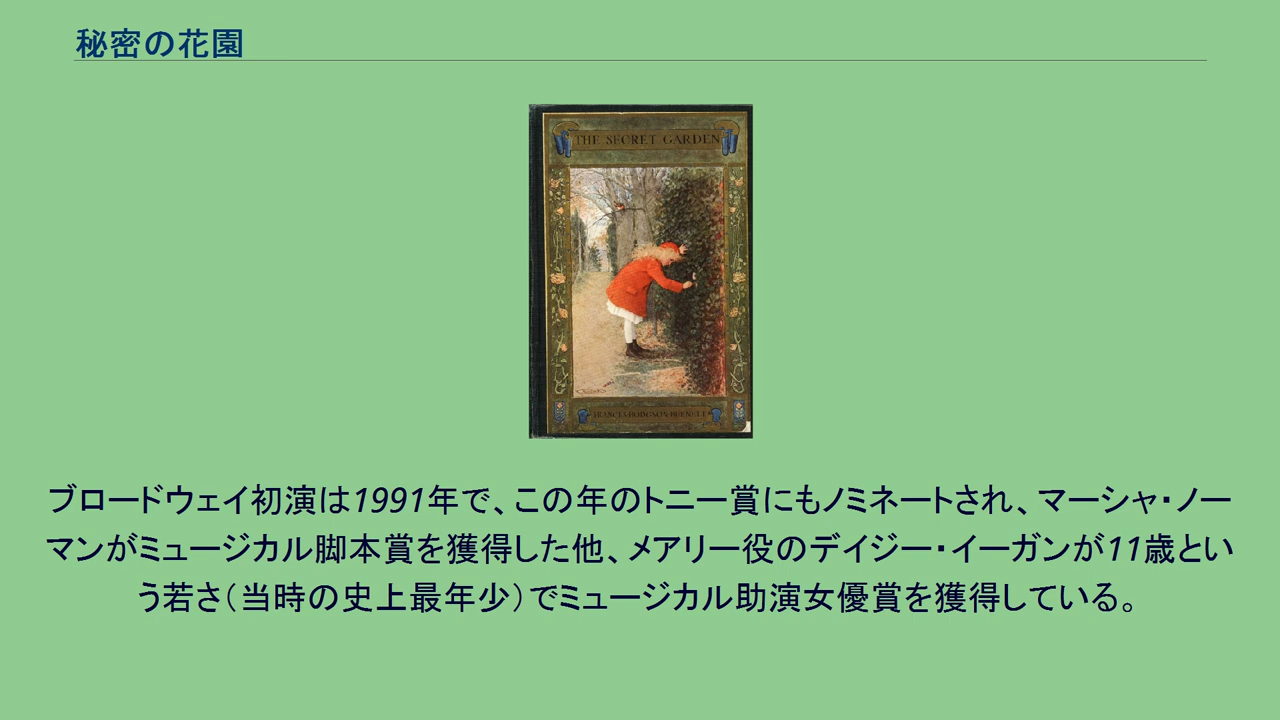 秘密の花園
THE SECRET GARDEN
FRANCES HODGSON BURNETT
ブロードウェイ初演は1991年で、この年のトニー賞にもノミネートされ、マーシャ・ノー
マンがミュージカル脚本賞を獲得した他、メアリー役のデイジー・イーガンが11歳とい
う若さ（当時の史上最年少）でミュージカル助演女優賞を獲得している。